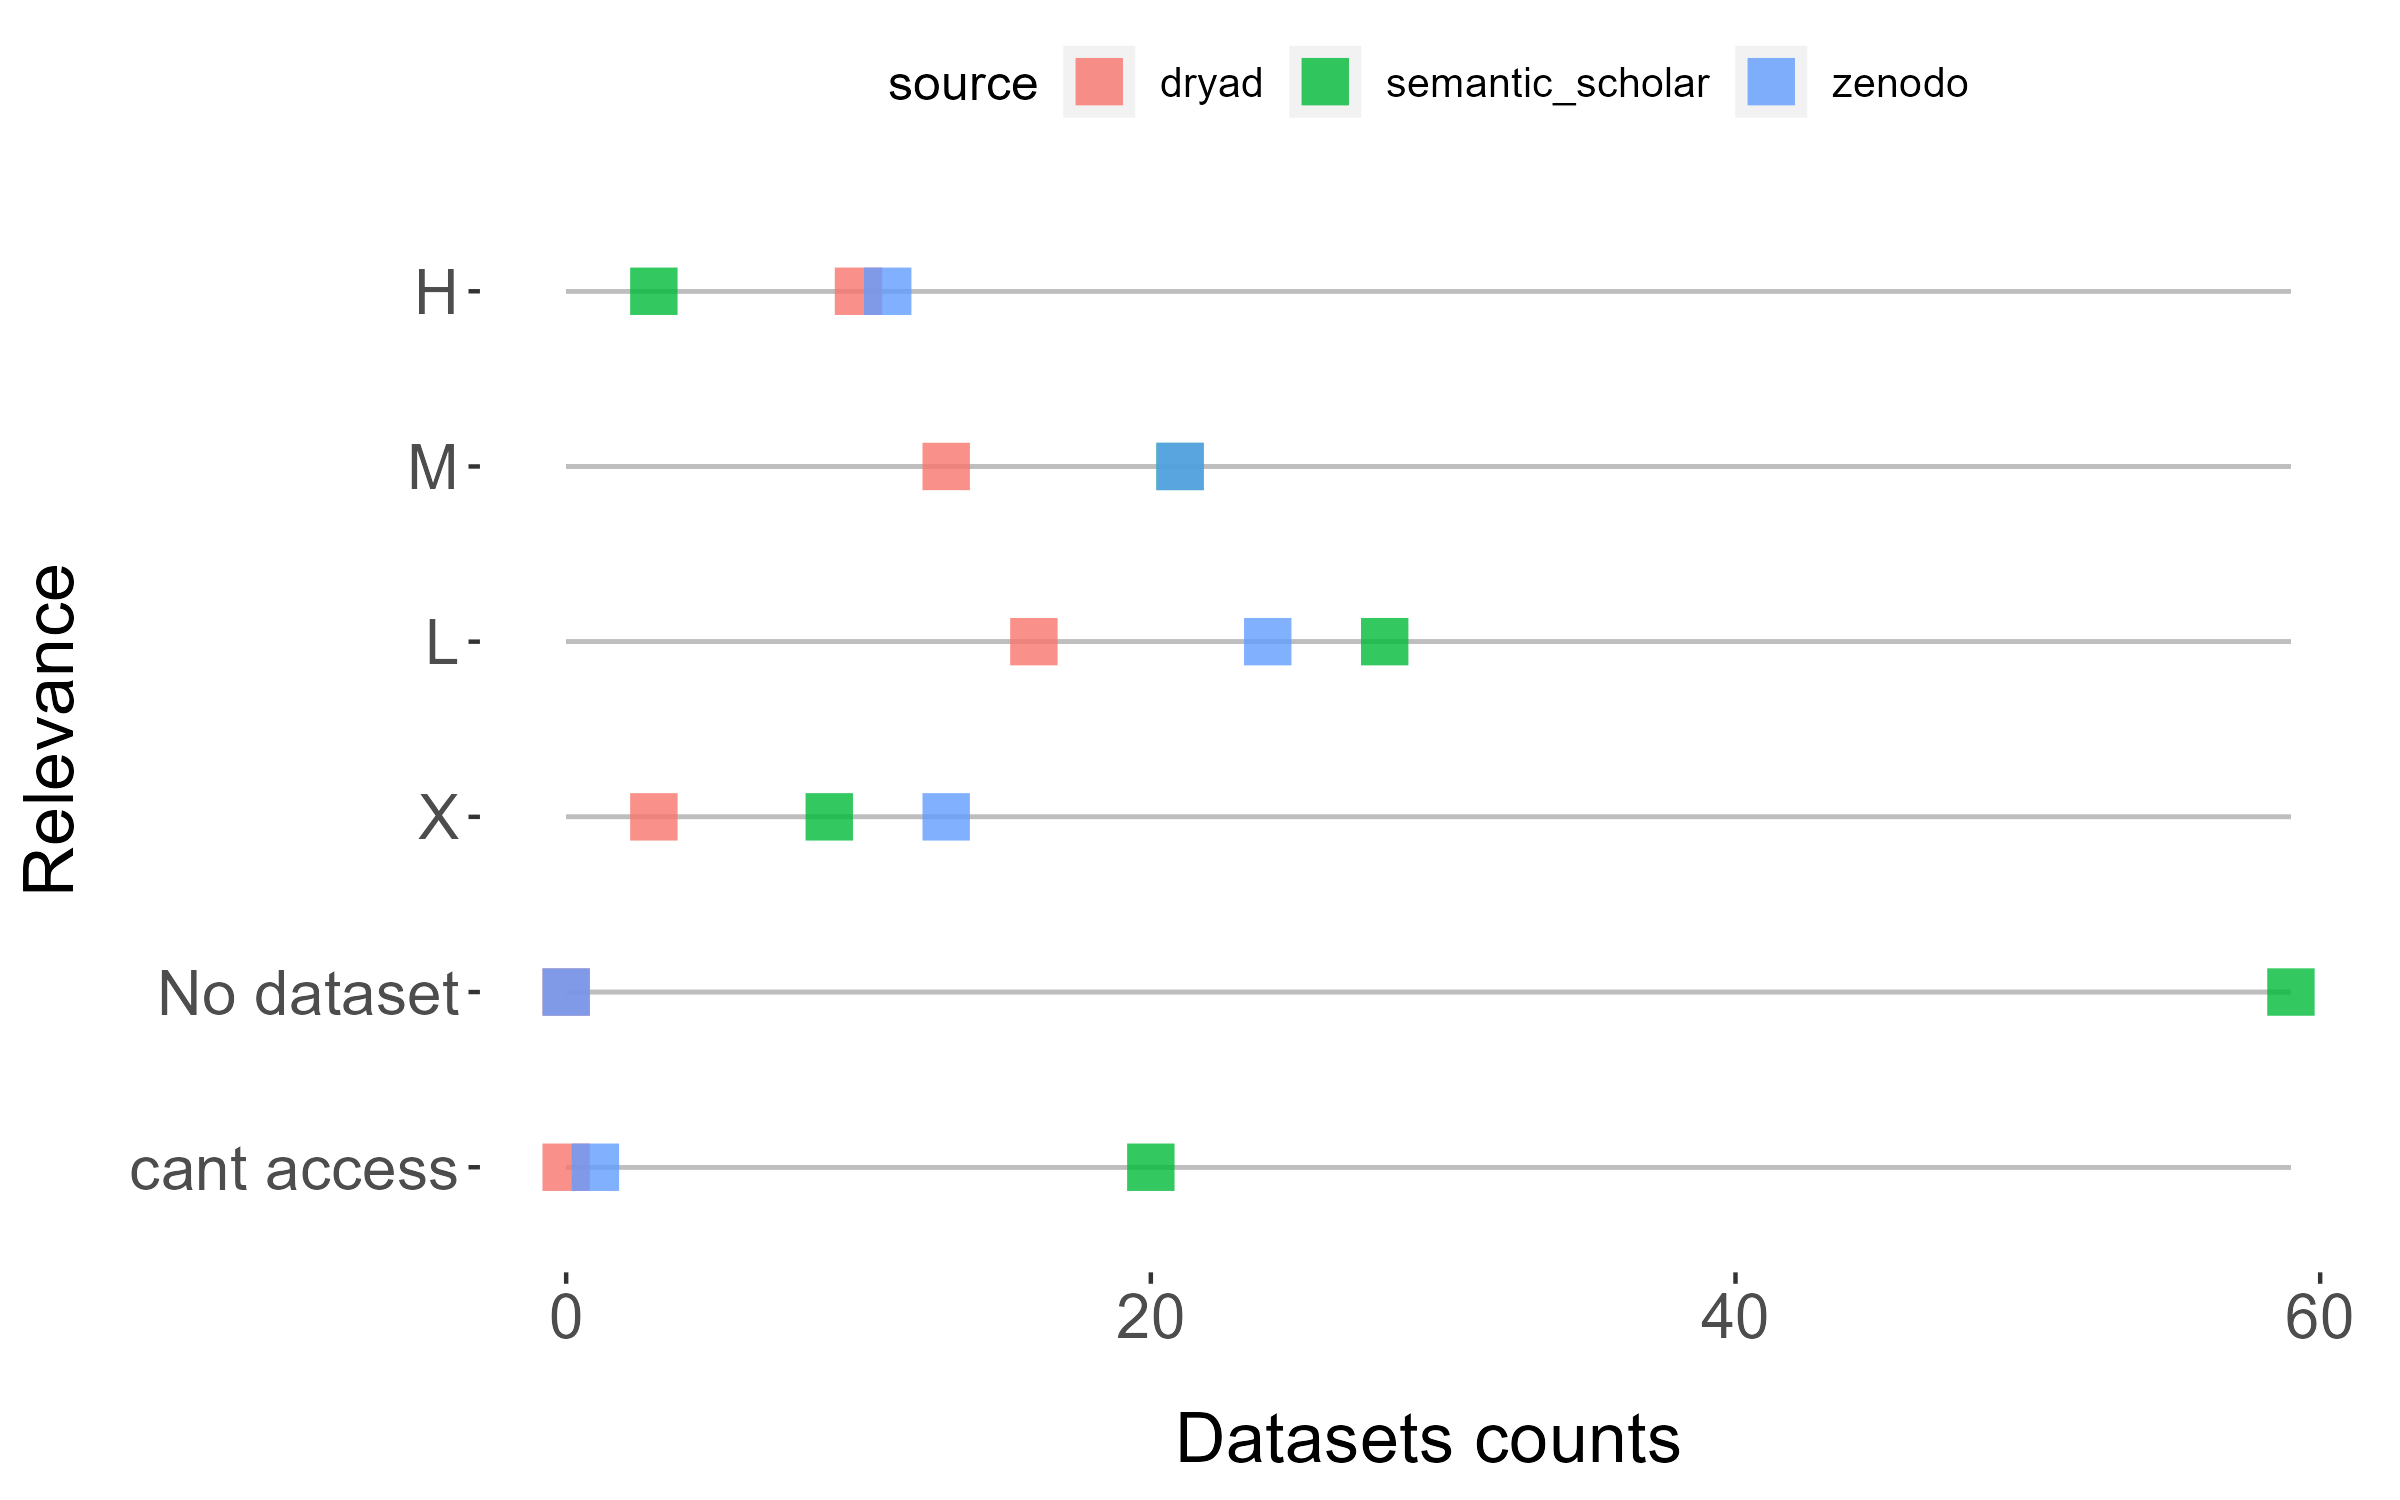 source dryad semantic_scholar zenodo
Relevance
H
M
L
X
No dataset
cant access
0 20 40 60
Datasets counts